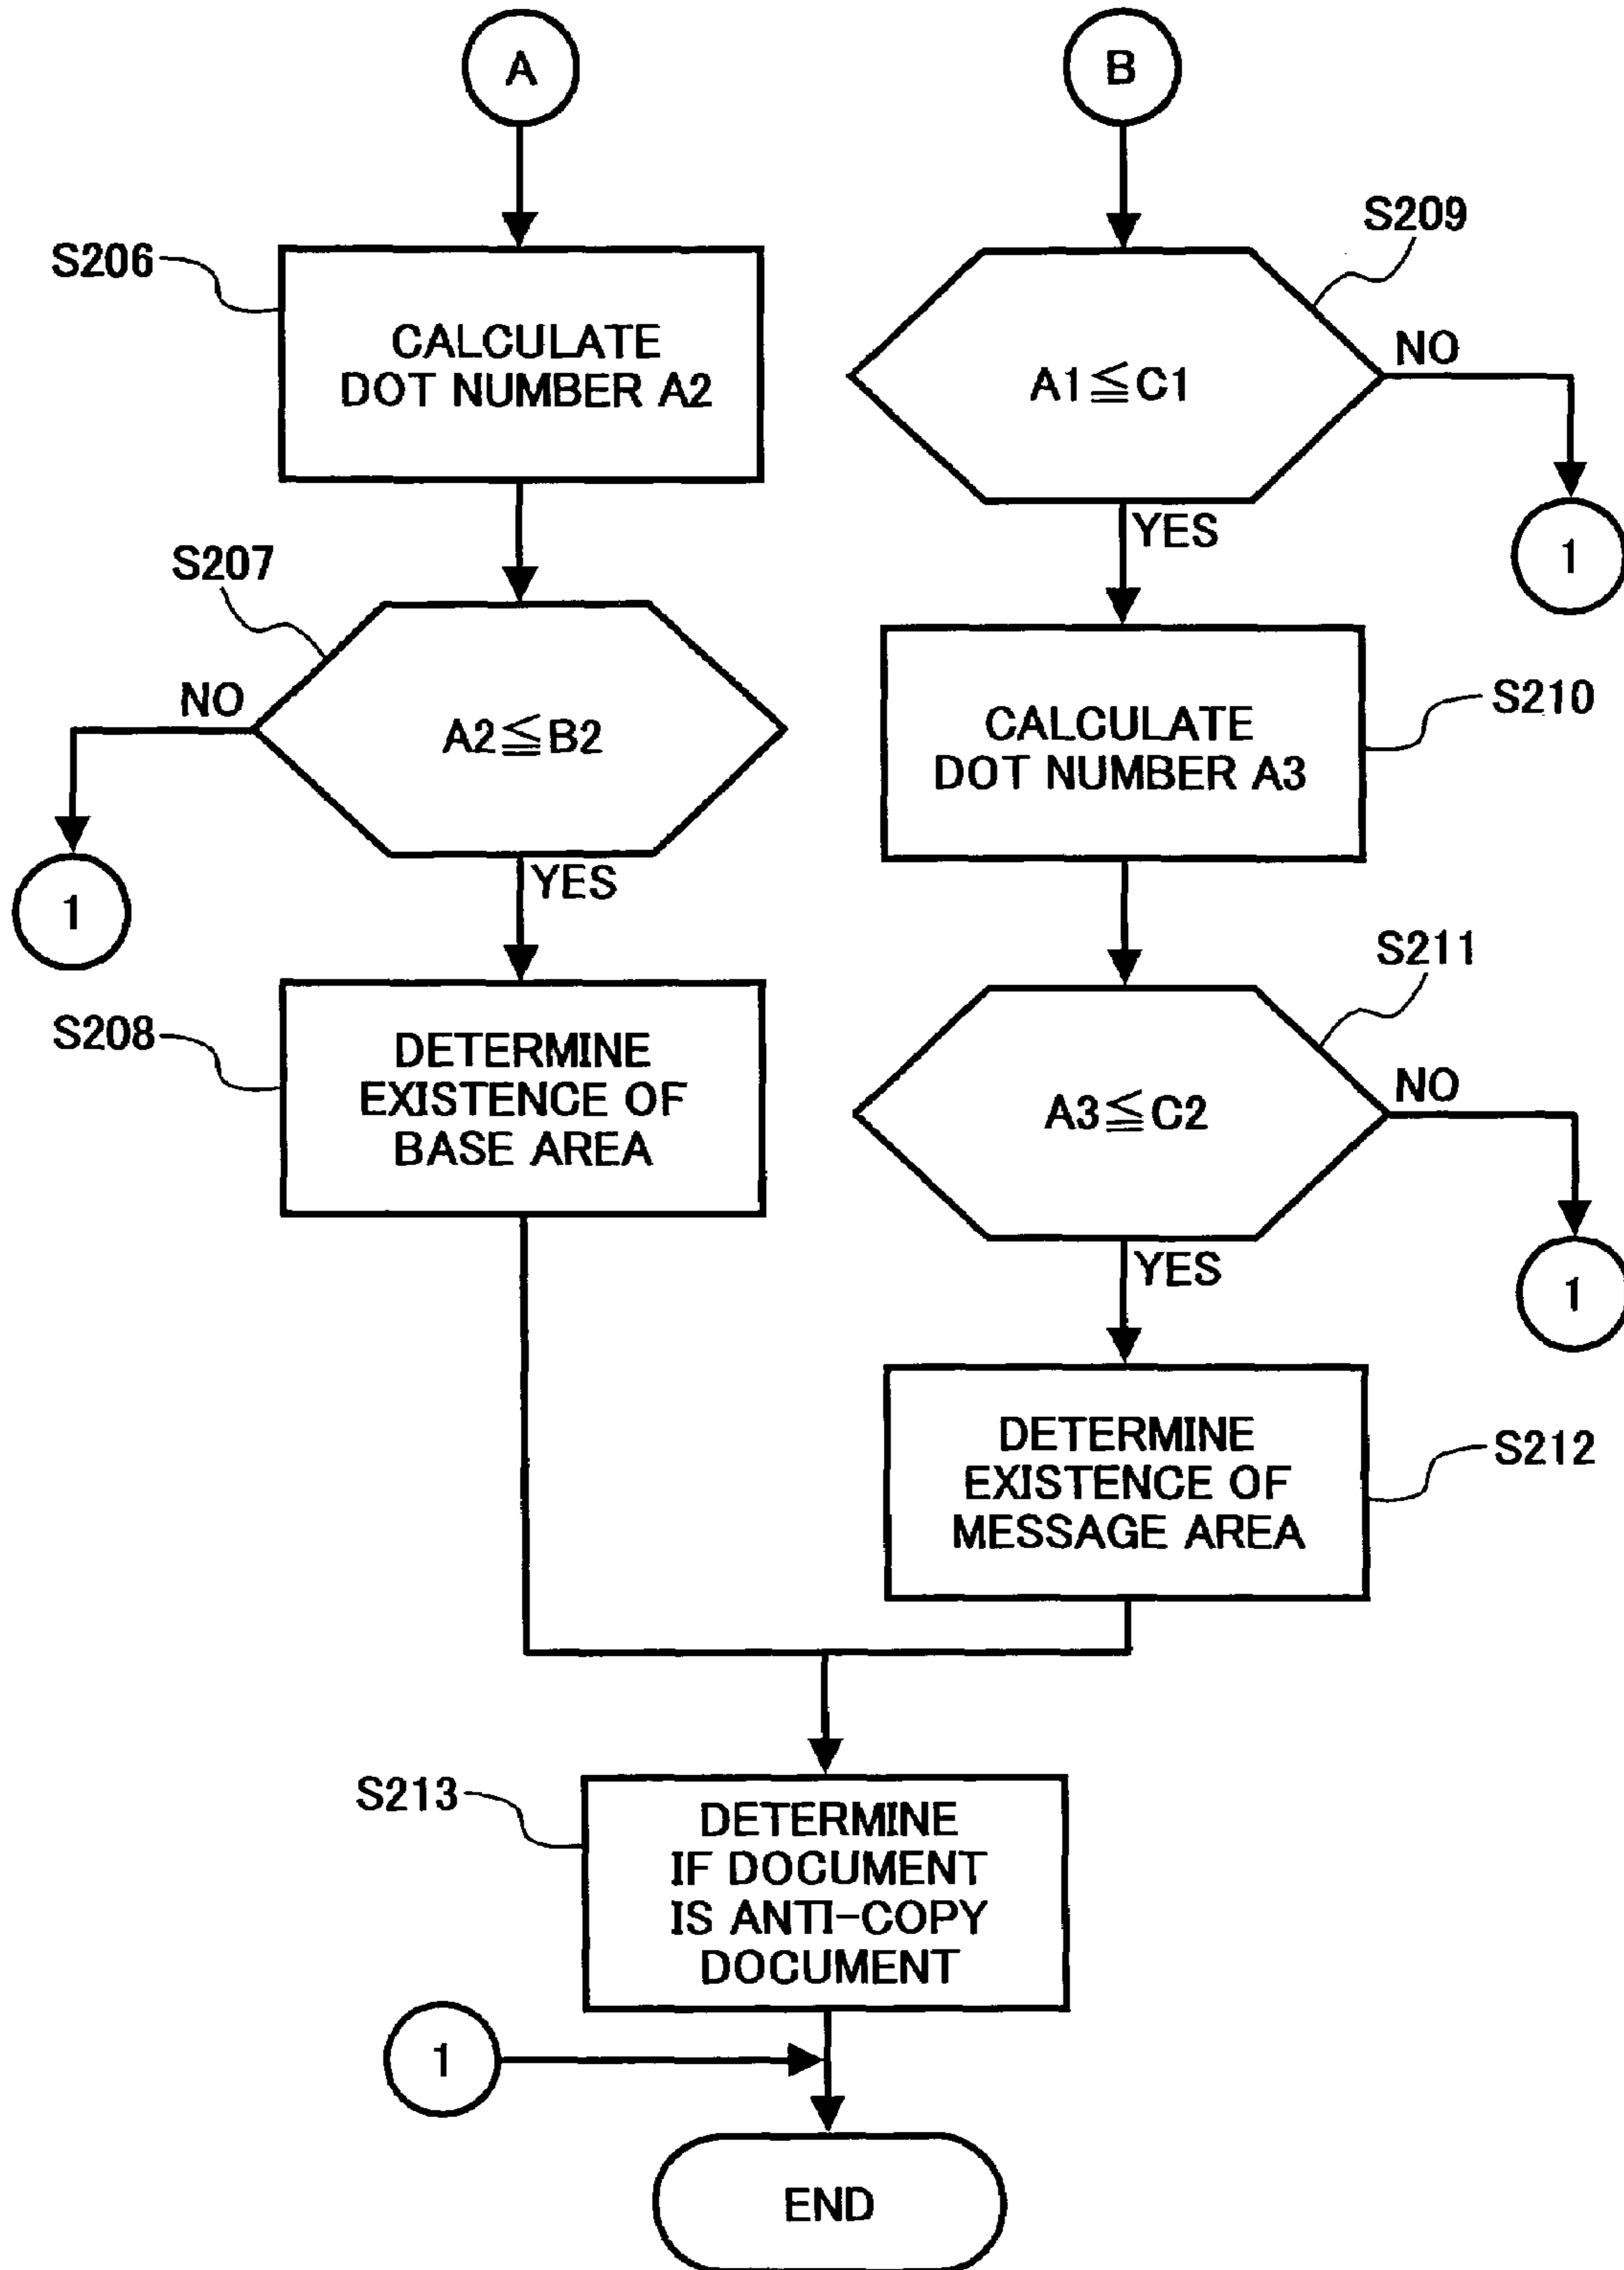 A
B
S206
CALCULATE
DOT NUMBER A2
S209
A1≦C1
NO
1
YES
S207
A2≦B2
NO
1
YES
CALCULATE
DOT NUMBER A3
S210
S208
DETERMINE
EXISTENCE OF
BASE AREA
S211
A3≦C2
NO
1
YES
DETERMINE
EXISTENCE OF
MESSAGE AREA
S212
S213
DETERMINE
IF DOCUMENT
IS ANTI-COPY
DOCUMENT
1
END